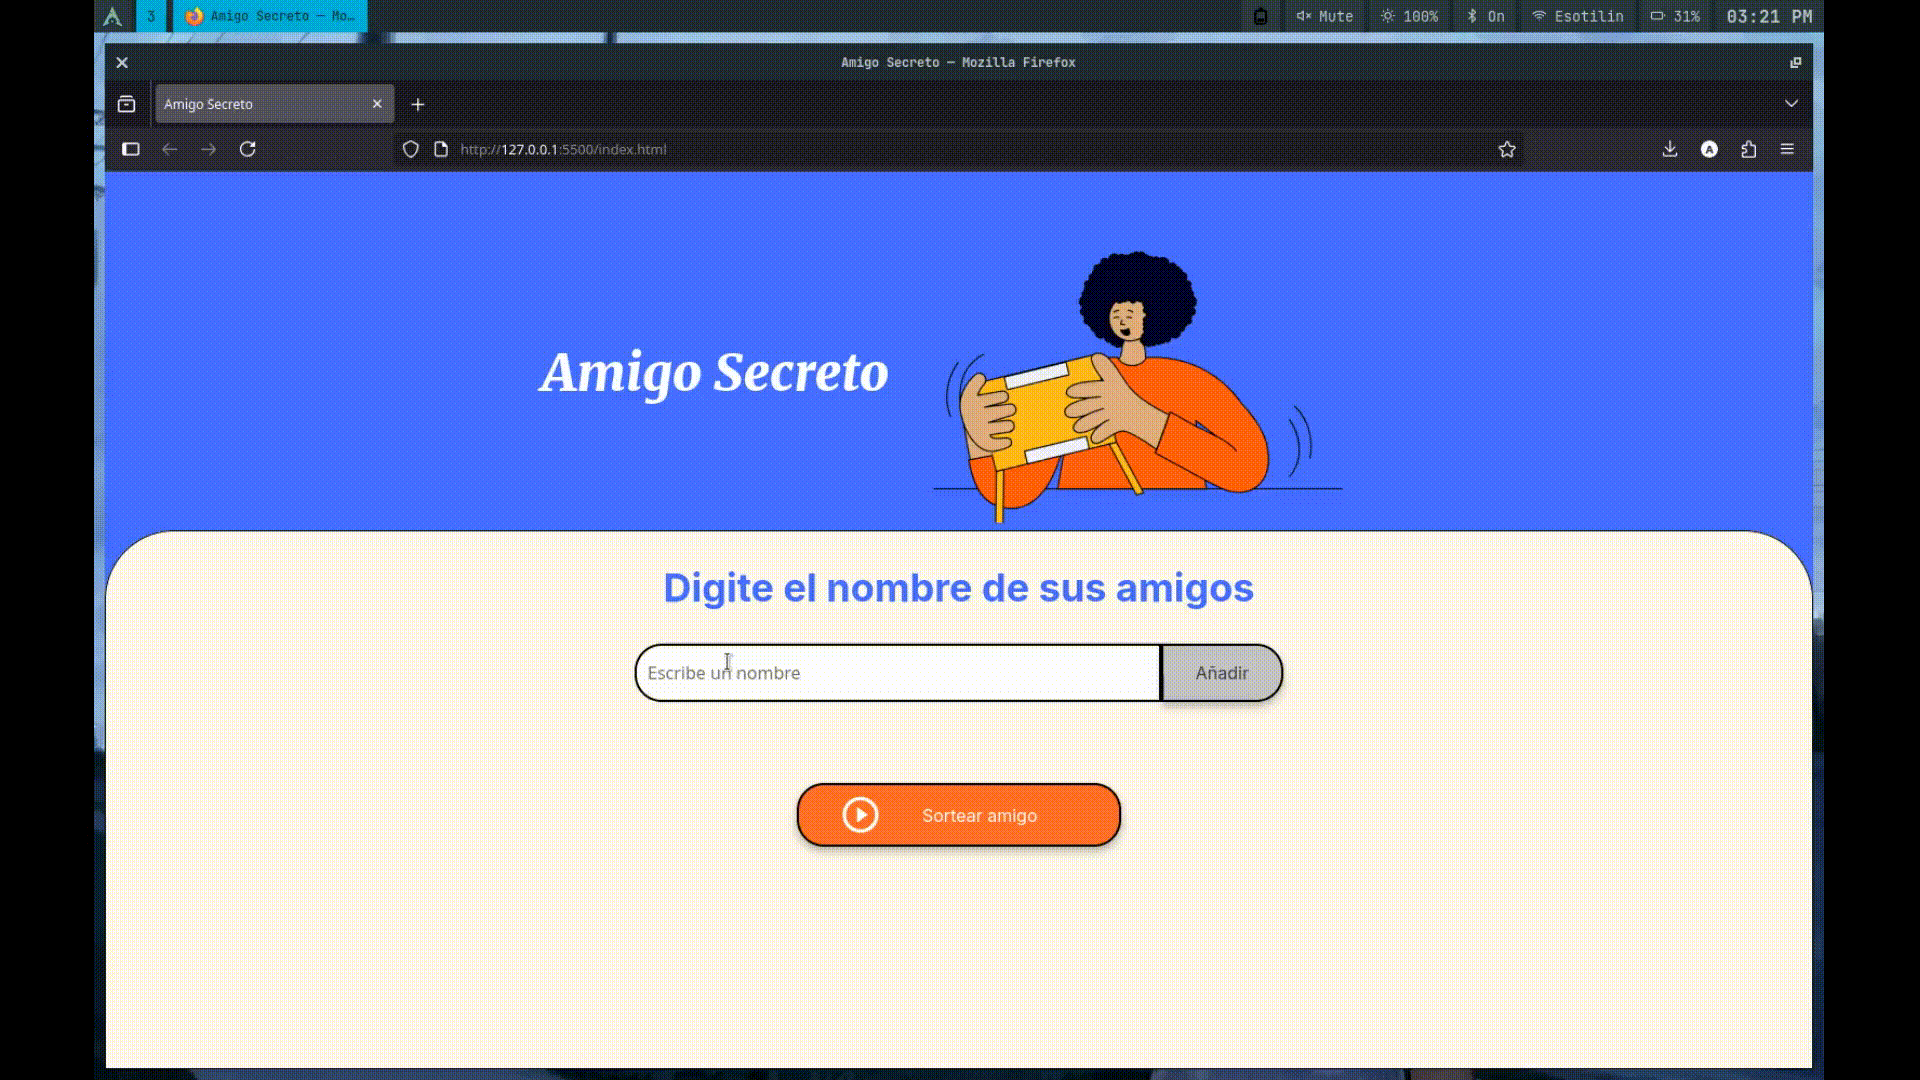 3 Amigo Secreto — Mo… Mute 100% On Esotilin 31% 03:21 PM
Amigo Secreto — Mozilla Firefox
Amigo Secreto
http://127.0.0.1:5500/index.html
A
Amigo Secreto
Digite el nombre de sus amigos
Escribe un nombre
Añadir
Sortear amigo